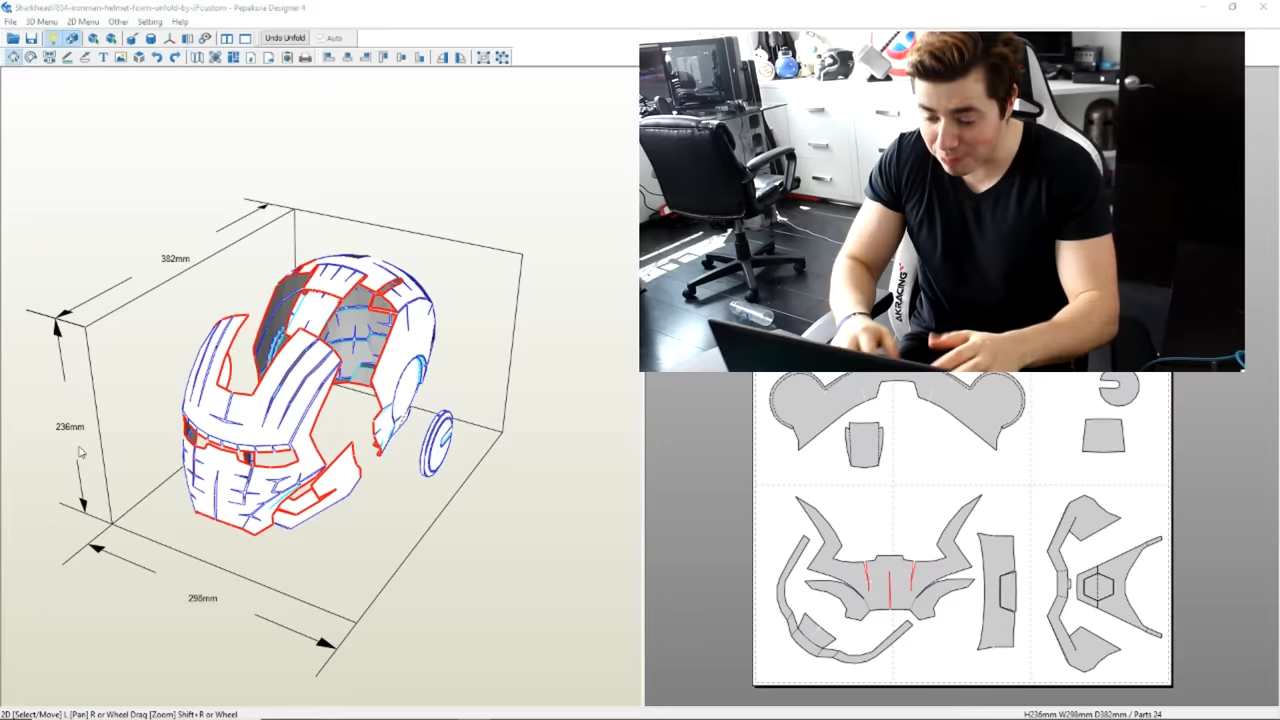 Sharkhead7854-ironman-helmet-foam-unfold-by-JFcustom - Pepakura Designer 4
File 3D Menu 2D Menu Other Setting Help
Undo Unfold Auto
382mm
236mm
298mm
AKRACING
2D [Select/Move] L [Pan] R or Wheel Drag [Zoom] Shift+R or Wheel
H236mm W298mm D382mm / Parts 24